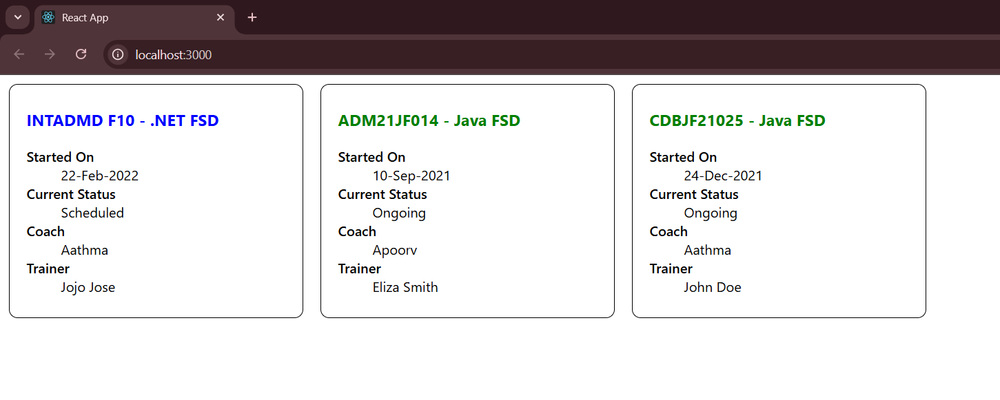 React App
localhost:3000
INTADMD F10 - .NET FSD
Started On
22-Feb-2022
Current Status
Scheduled
Coach
Aathma
Trainer
Jojo Jose
ADM21JF014 - Java FSD
Started On
10-Sep-2021
Current Status
Ongoing
Coach
Apoorv
Trainer
Eliza Smith
CDBJF21025 - Java FSD
Started On
24-Dec-2021
Current Status
Ongoing
Coach
Aathma
Trainer
John Doe